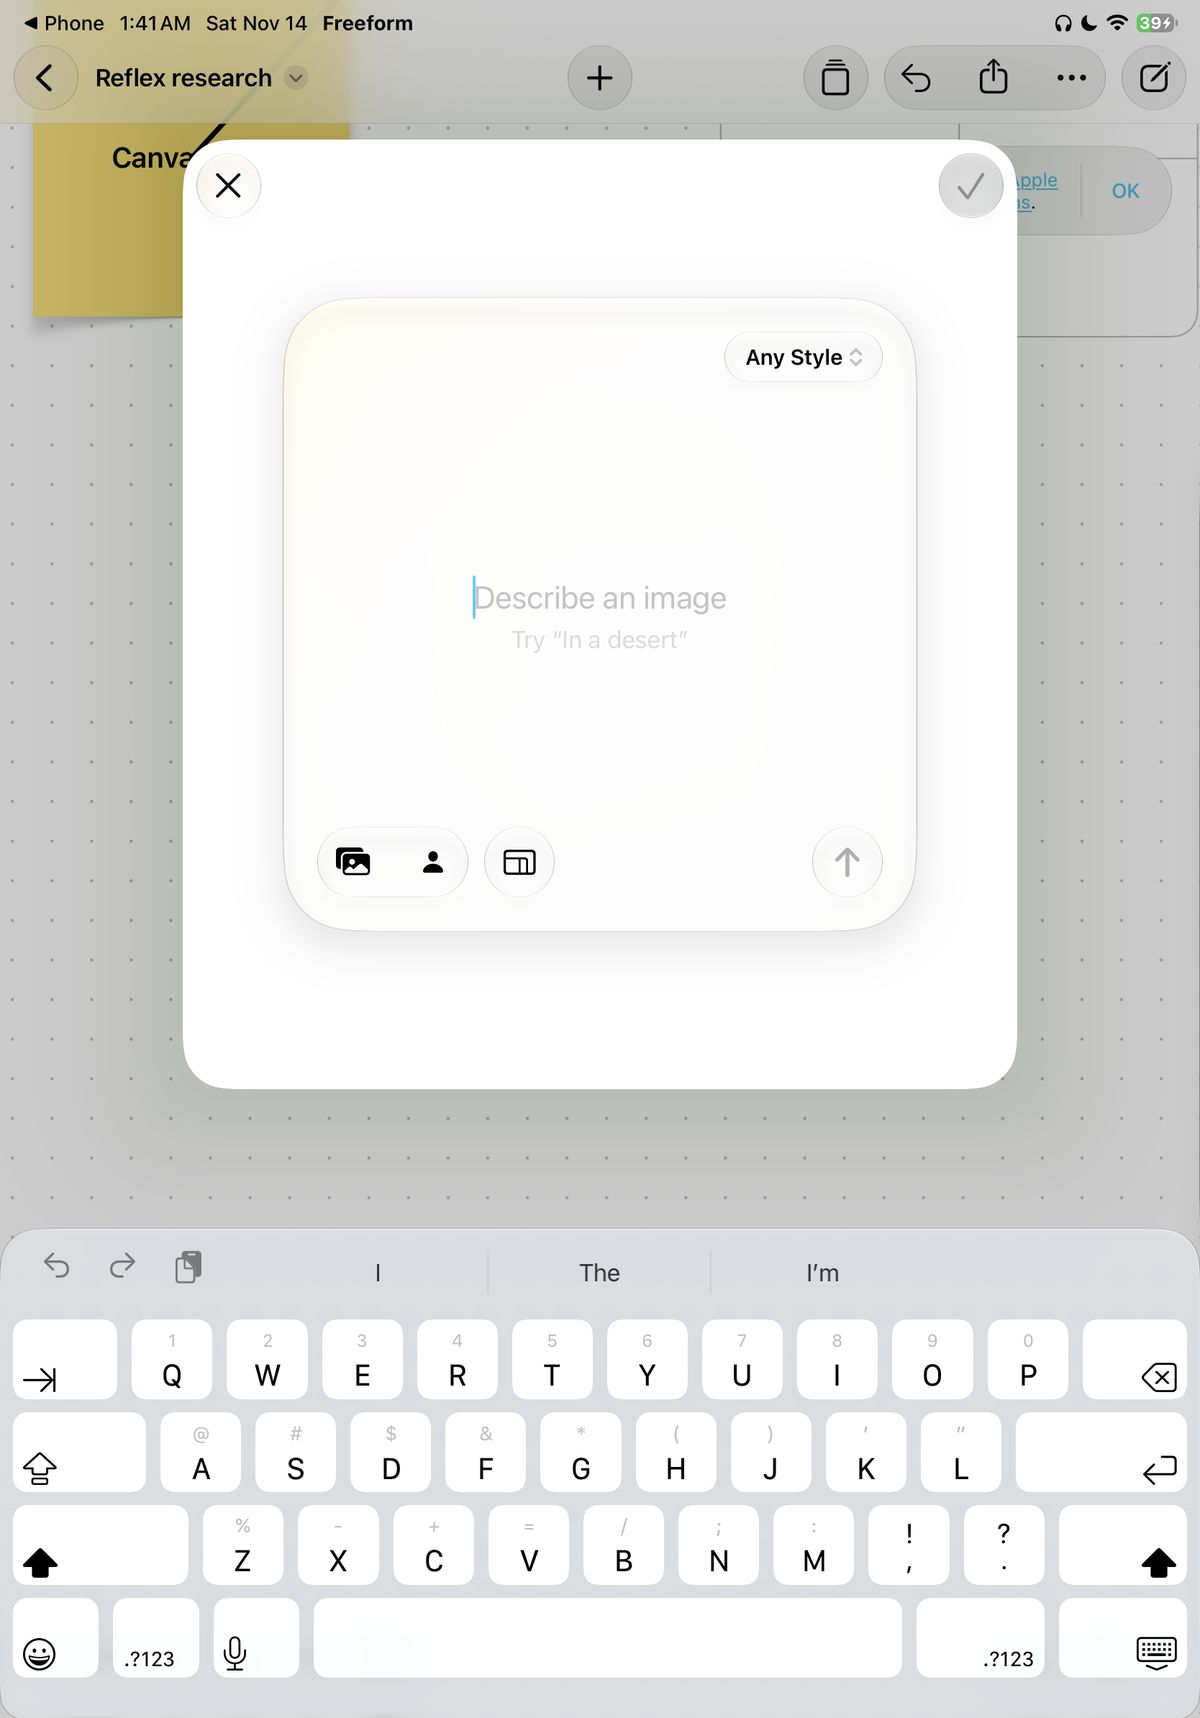 ◀ Phone 1:41 AM Sat Nov 14 Freeform 39
Reflex research
Canva
Apple
ns.
OK
Any Style
Describe an image
Try “In a desert”
I The I’m
1 2 3 4 5 6 7 8 9 0
Q W E R T Y U I O P
@ # $ & * ( ) ' "
A S D F G H J K L
% - + = / ; : ! ?
Z X C V B N M , .
.?123 .?123